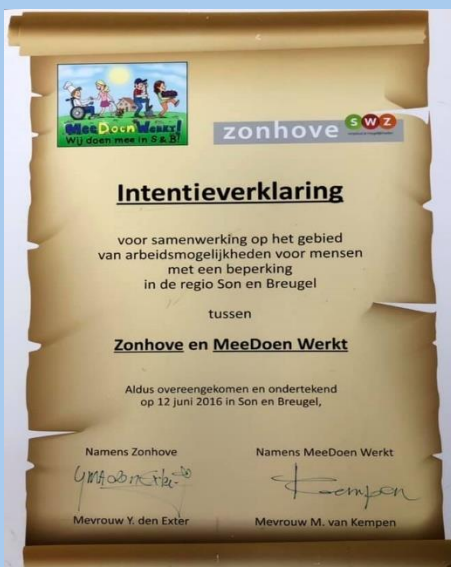 MeeDoen Werkt!
Wij doen mee in S & B!
zonhove SWZ
Intentieverklaring
voor samenwerking op het gebied
van arbeidsmogelijkheden voor mensen
met een beperking
in de regio Son en Breugel
tussen
Zonhove en MeeDoen Werkt
Aldus overeengekomen en ondertekend
op 12 juni 2016 in Son en Breugel,
Namens Zonhove
Namens MeeDoen Werkt
Kempen
Mevrouw Y. den Exter
Mevrouw M. van Kempen